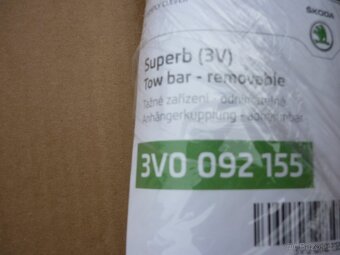 ŠKODA
Superb (3V)
Tow bar - removable
Tažné zařízení - odnímatelné
Anhängerkupplung - abnehmbar
3V0 092 155